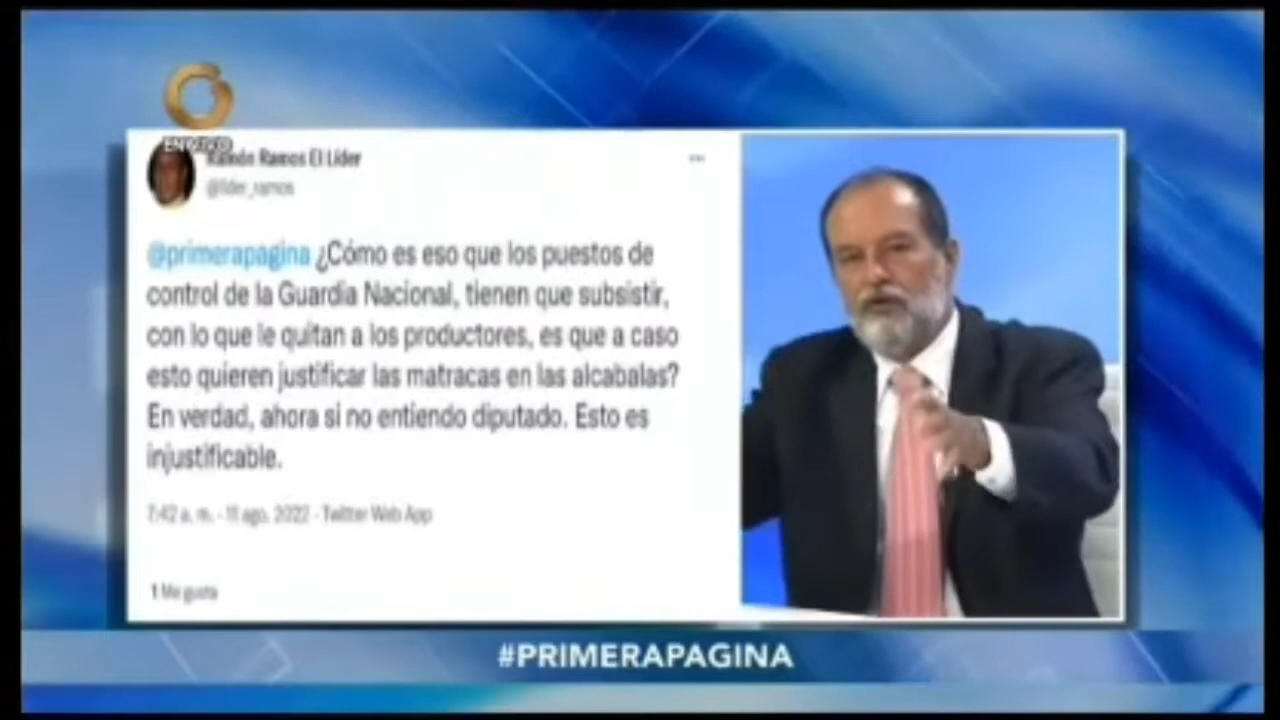 EN VIVO
Ramón Ramos El Líder
@lider_ramos
@primerapagina ¿Cómo es eso que los puestos de
control de la Guardia Nacional, tienen que subsistir,
con lo que le quitan a los productores, es que a caso
esto quieren justificar las matracas en las alcabalas?
En verdad, ahora si no entiendo diputado. Esto es
injustificable.
7:42 a. m. · 11 ago. 2022 · Twitter Web App
1 Me gusta
#PRIMERAPAGINA